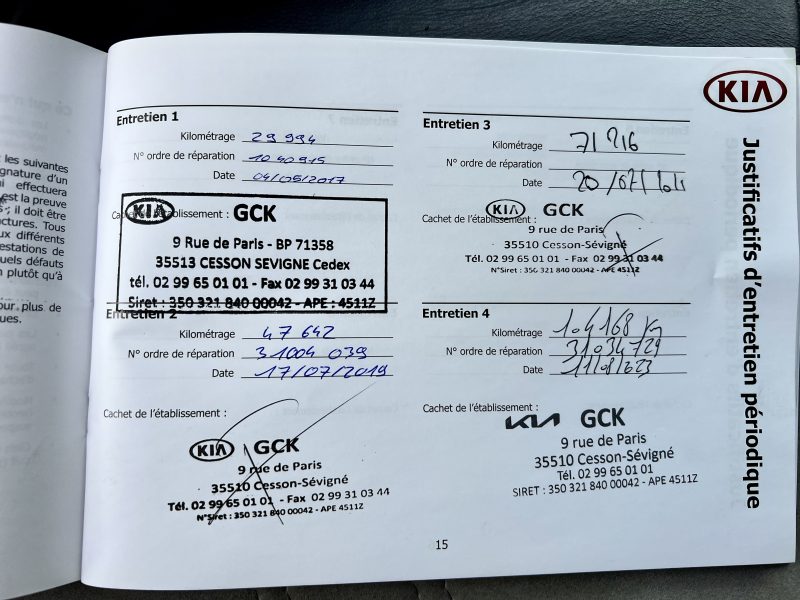 les suivantes
gnature d'un
effectuera
est la preuve
il doit être
ctures. Tous
ux différents
estations de
uels défauts
n plutôt qu'à
our, plus de
ues.
KIA
Justificatifs d'entretien périodique
Entretien 1
Kilométrage 29 994
N° ordre de réparation 1040915
Date 04/05/2017
Cachet de l'établissement :
KIA GCK
9 Rue de Paris - BP 71358
35513 CESSON SEVIGNE Cedex
tél. 02 99 65 01 01 - Fax 02 99 31 03 44
Siret : 350 321 840 00042 - APE : 4511Z
Entretien 2
Kilométrage 47 642
N° ordre de réparation 31004 039
Date 17/07/2019
Cachet de l'établissement :
KIA GCK
9 rue de Paris
35510 Cesson-Sévigné
Tél. 02 99 65 01 01 - Fax 02 99 31 03 44
N°Siret : 350 321 840 00042 - APE 4511Z
Entretien 3
Kilométrage
N° ordre de réparation
Date
Cachet de l'établissement :
KIA GCK
9 rue de Paris
35510 Cesson-Sévigné
Tél. 02 99 65 01 01 - Fax 02 99 31 03 44
N°Siret : 350 321 840 00042 - APE 4511Z
Entretien 4
Kilométrage 104168 Km
N° ordre de réparation 31034729
Date
Cachet de l'établissement :
KIA GCK
9 rue de Paris
35510 Cesson-Sévigné
Tél. 02 99 65 01 01
SIRET : 350 321 840 00042 - APE 4511Z
15